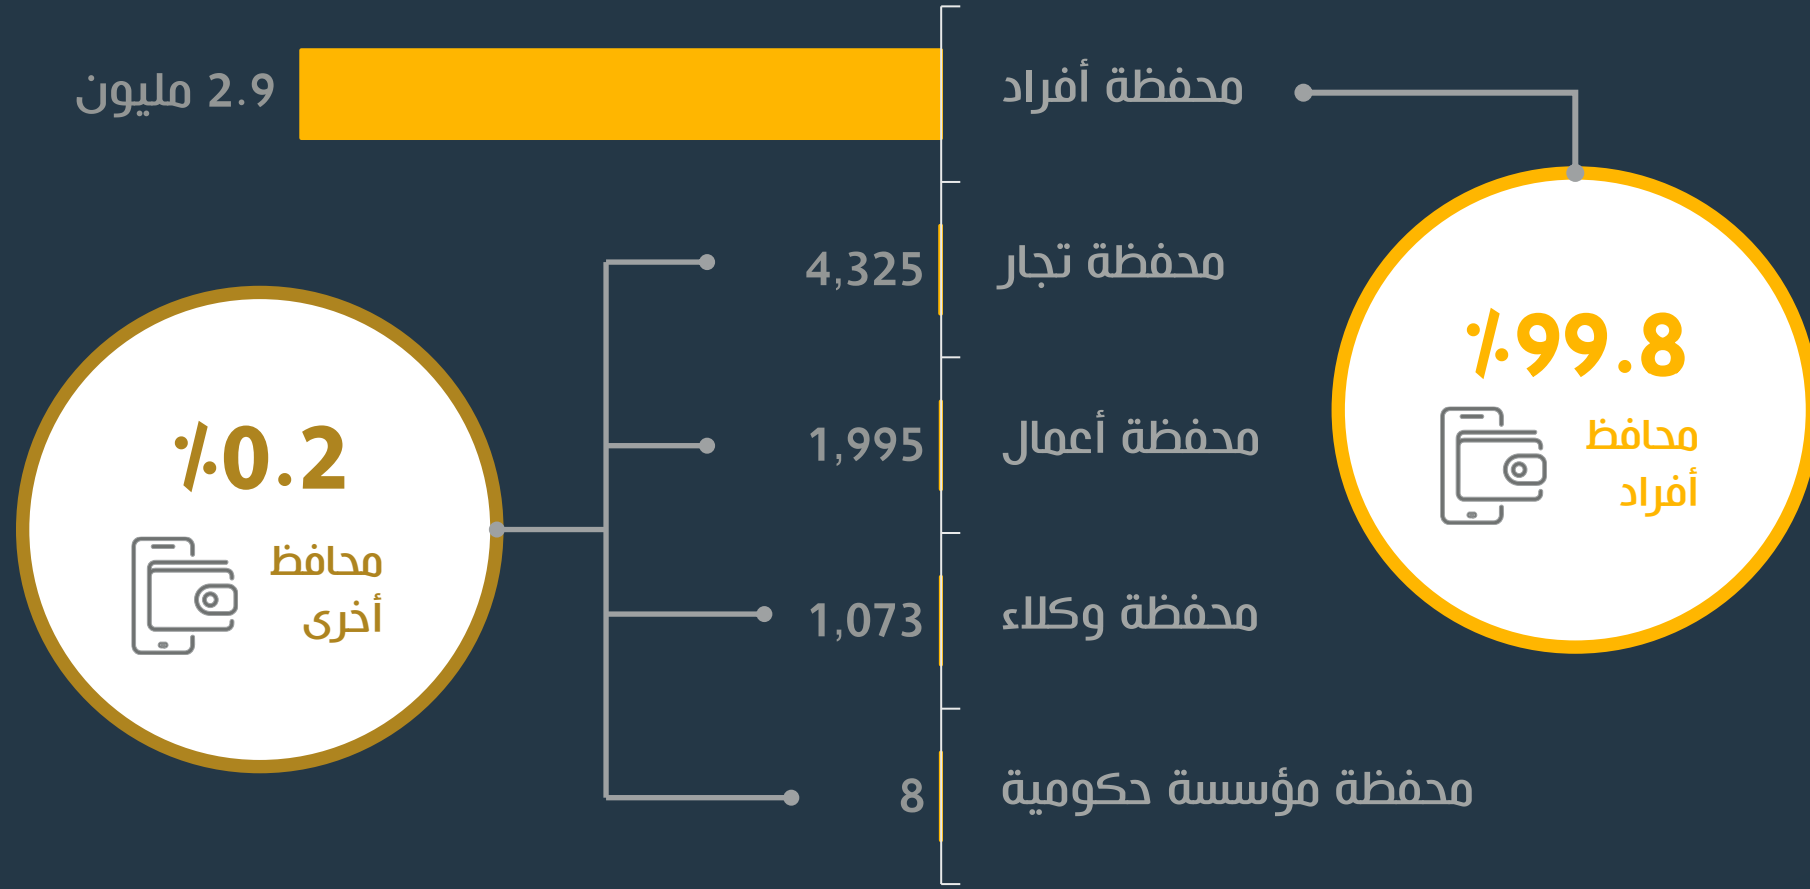 محفظة أفراد
2.9 مليون
محفظة تجار
4,325
محفظة أعمال
1,995
محفظة وكلاء
1,073
محفظة مؤسسة حكومية
8
٪99.8
محافظ
أفراد
٪0.2
محافظ
أخرى